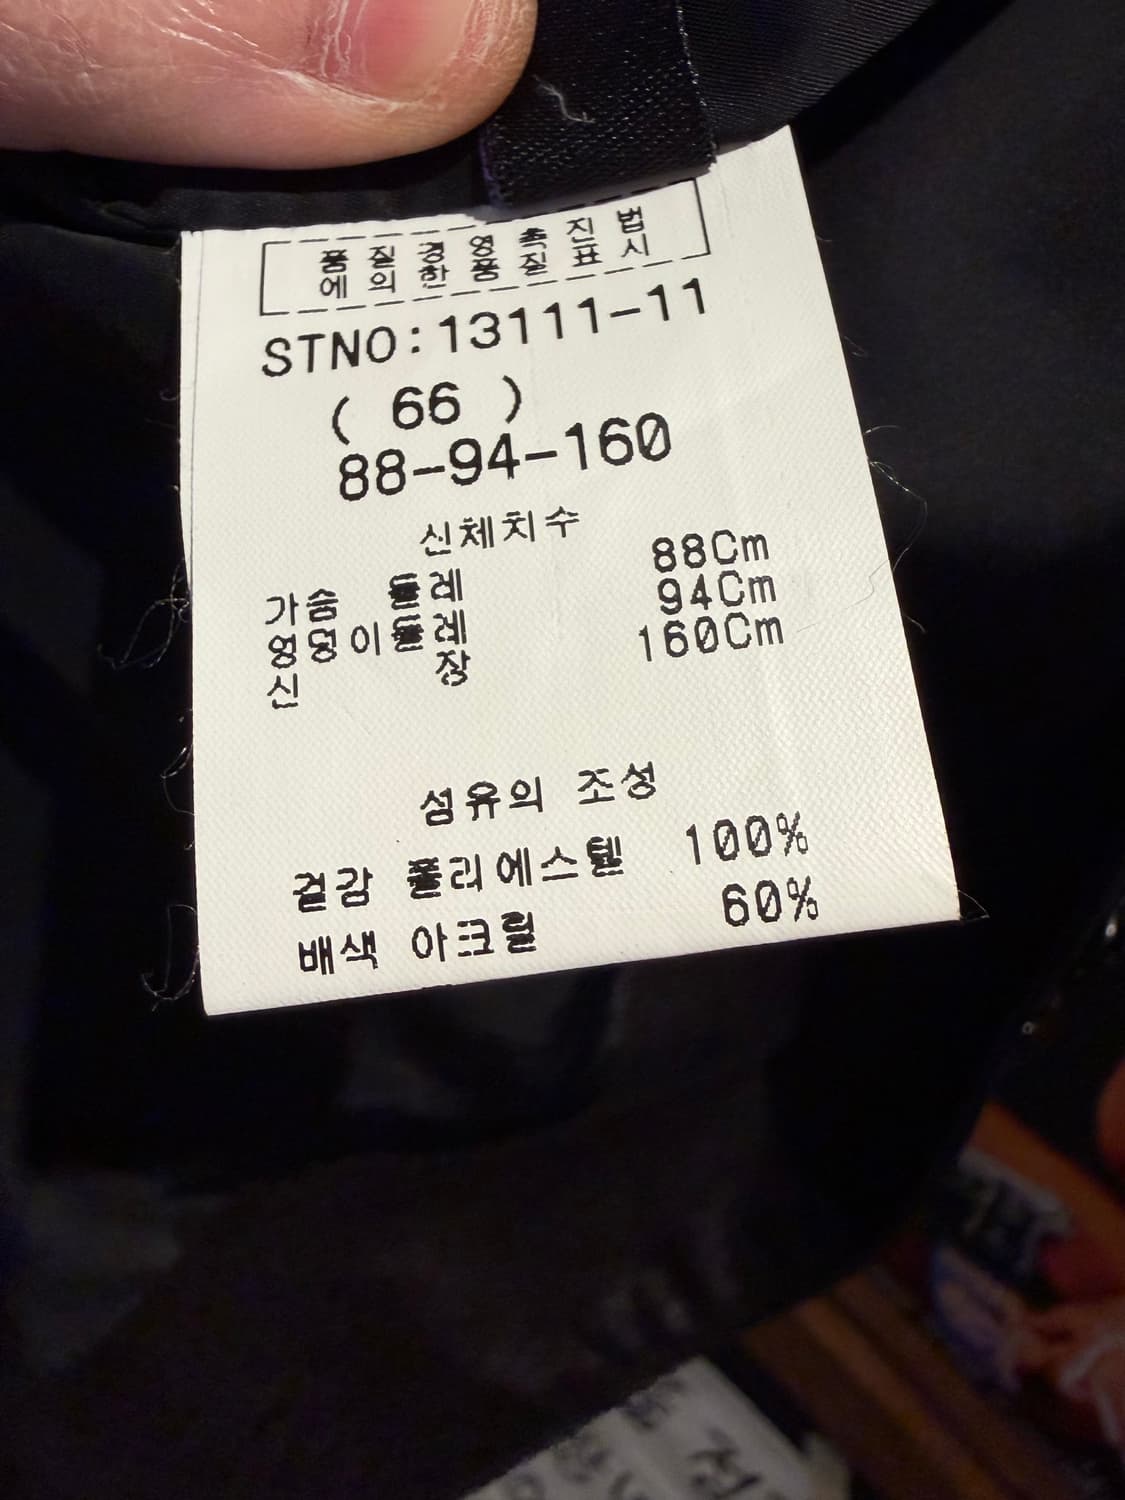 품질경영촉진법
에의한품질표시
STNO:13111-11
( 66 )
88-94-160
신체치수
가슴 둘레 88Cm
엉덩이둘레 94Cm
신 장 160Cm
섬유의 조성
겉감 폴리에스텔 100%
배색 아크릴 60%